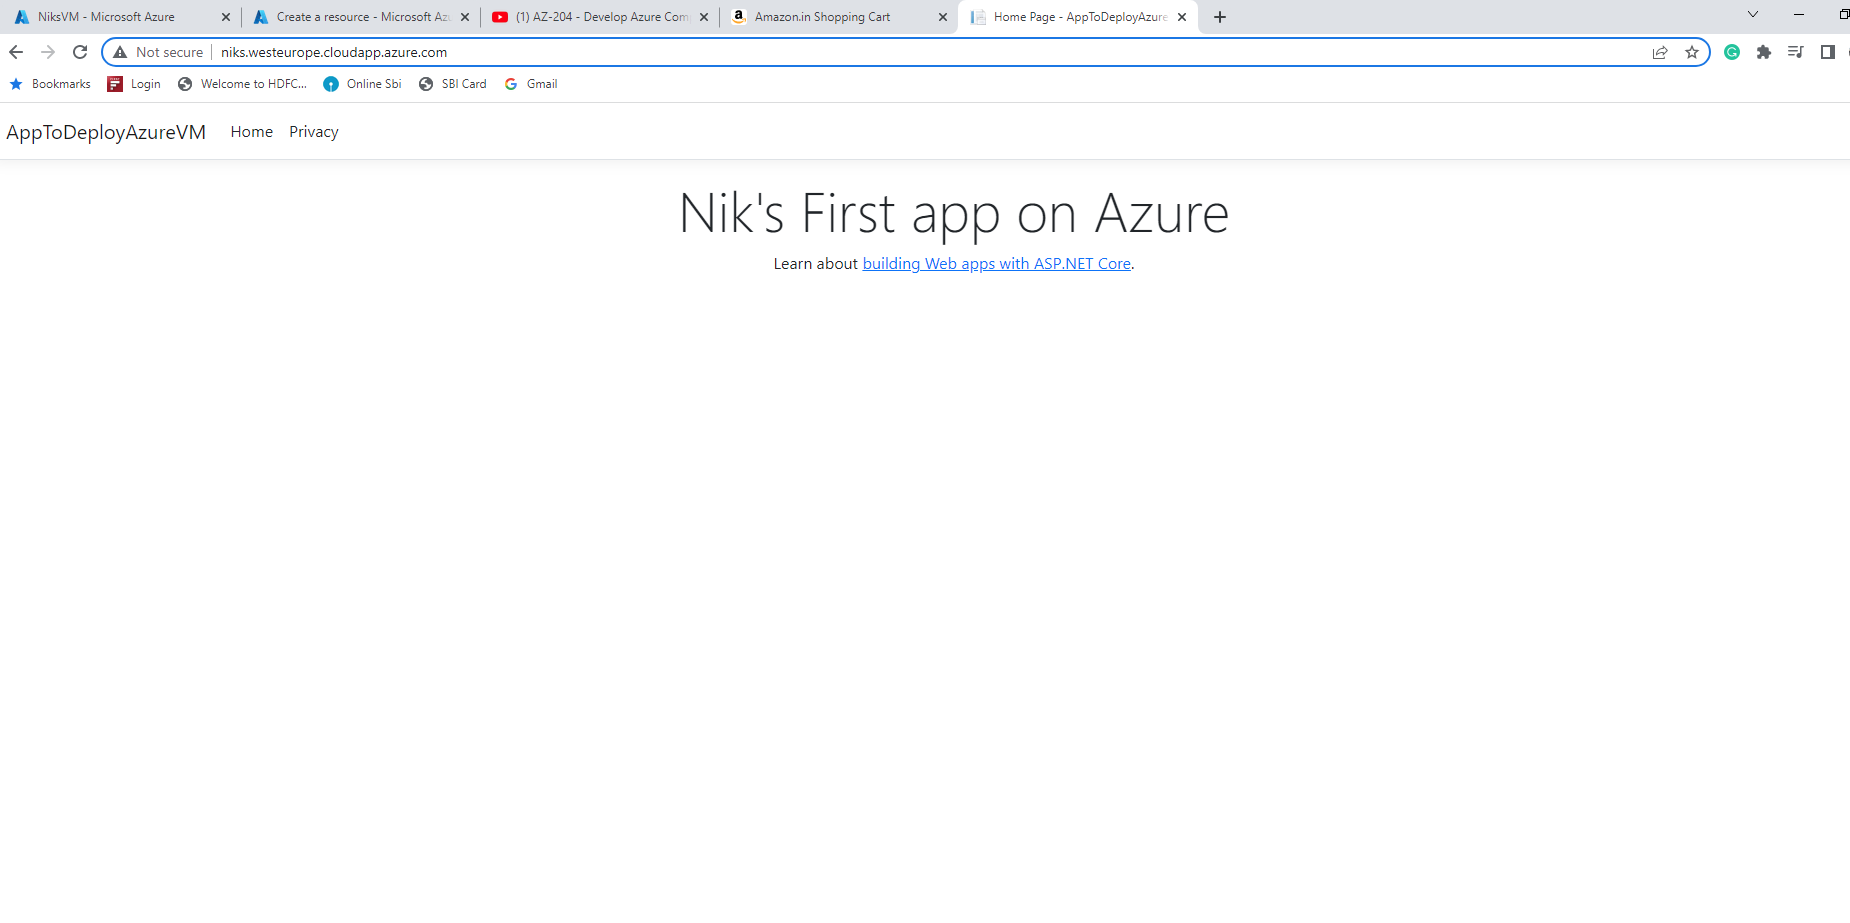 NiksVM - Microsoft Azure
Create a resource - Microsoft Azu
(1) AZ-204 - Develop Azure Com
Amazon.in Shopping Cart
Home Page - AppToDeployAzure
Not secure | niks.westeurope.cloudapp.azure.com
Bookmarks Login Welcome to HDFC... Online Sbi SBI Card Gmail
AppToDeployAzureVM Home Privacy
Nik's First app on Azure
Learn about building Web apps with ASP.NET Core.